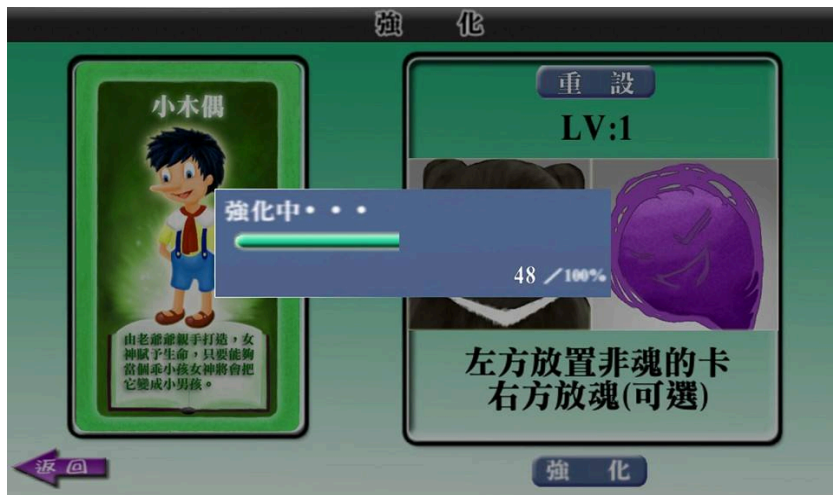 強 化
小木偶
由老爺爺親手打造，女
神賦予生命，只要能夠
當個乖小孩女神將會把
它變成小男孩。
重 設
LV:1
強化中・・・
48 ／100%
左方放置非魂的卡
右方放魂(可選)
返回
強 化